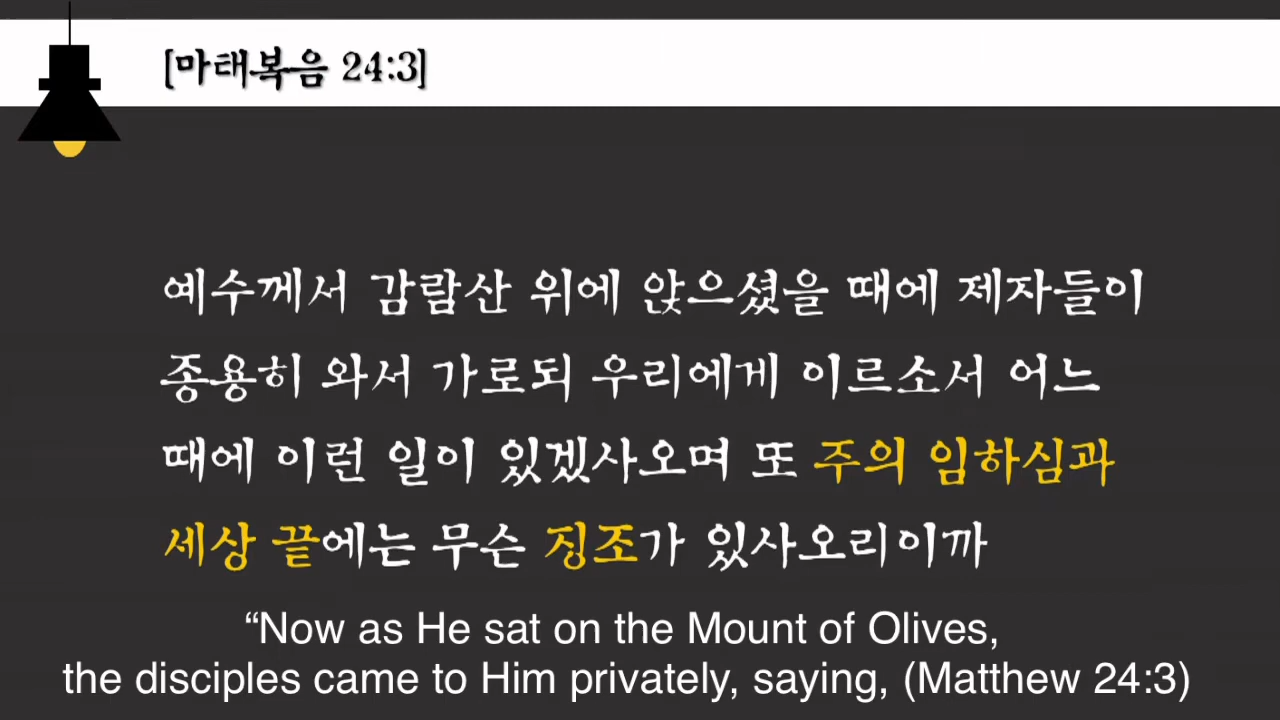 [마태복음 24:3]
예수께서 감람산 위에 앉으셨을 때에 제자들이
종용히 와서 가로되 우리에게 이르소서 어느
때에 이런 일이 있겠사오며 또 주의 임하심과
세상 끝에는 무슨 징조가 있사오리이까
“Now as He sat on the Mount of Olives,
the disciples came to Him privately, saying, (Matthew 24:3)